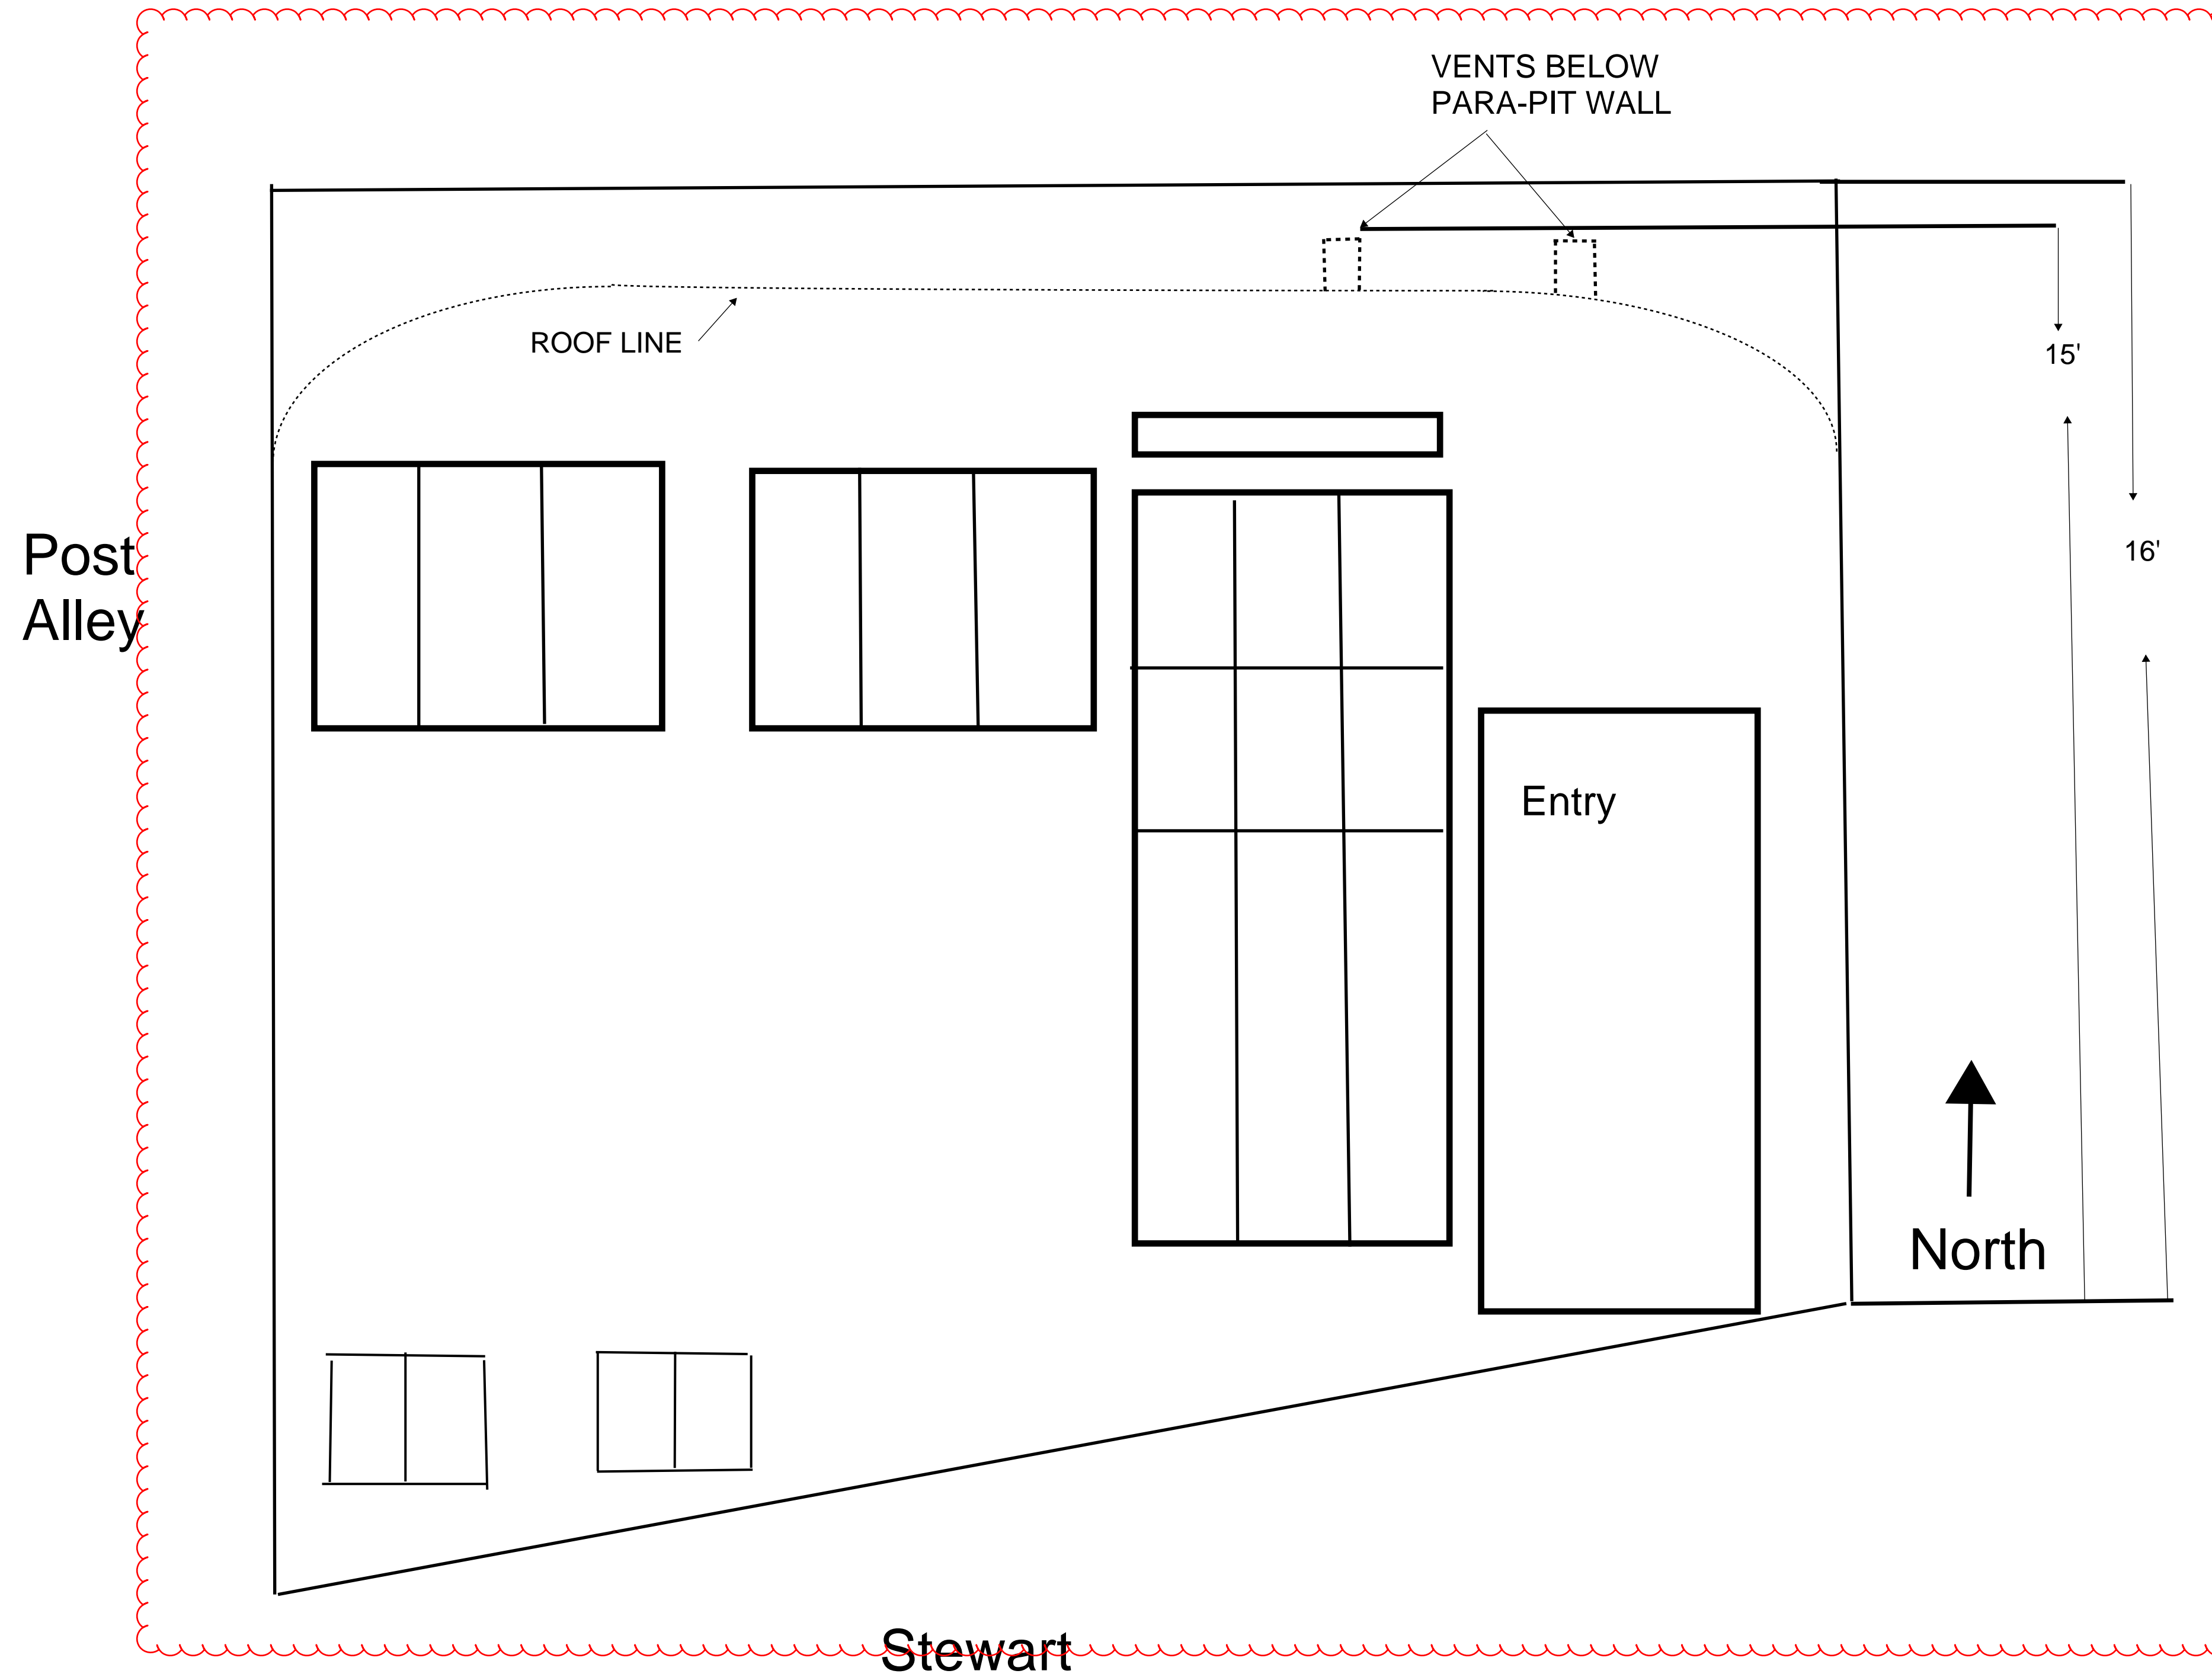 VENTS BELOW
PARA-PIT WALL
ROOF LINE
15'
Post
Alley
16'
Entry
North
Stewart